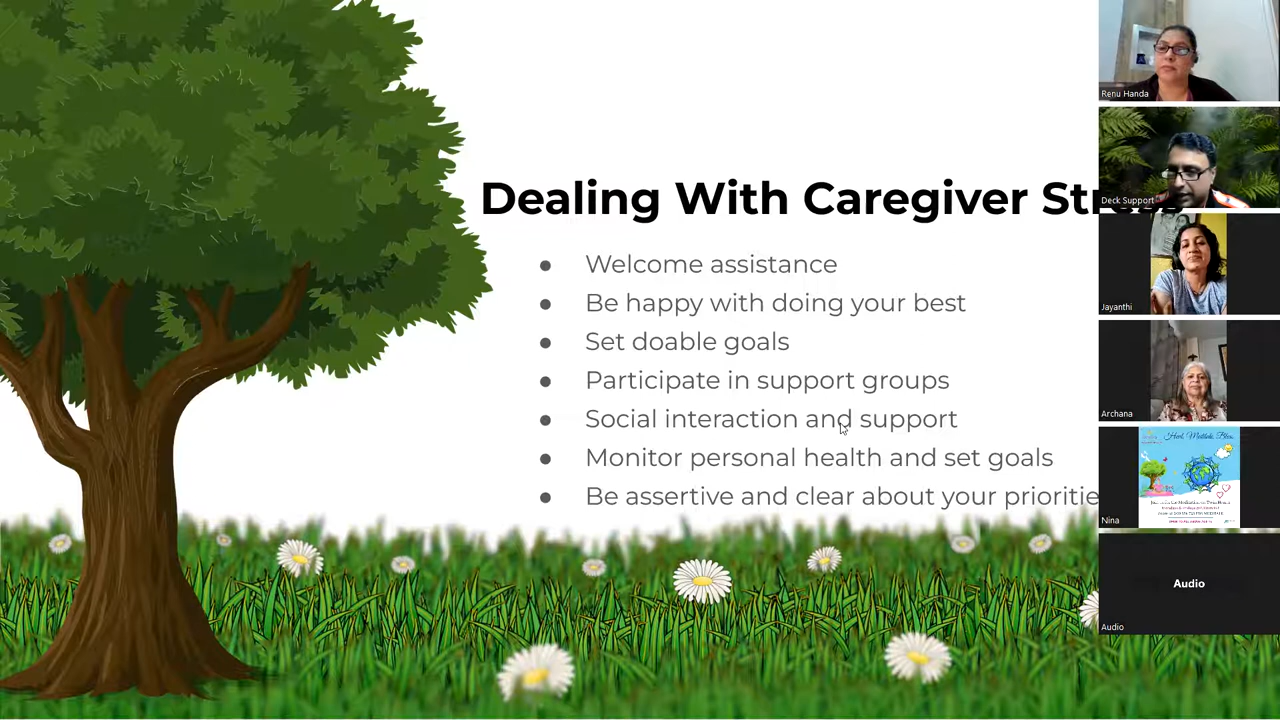 Dealing With Caregiver Stress
● Welcome assistance
● Be happy with doing your best
● Set doable goals
● Participate in support groups
● Social interaction and support
● Monitor personal health and set goals
● Be assertive and clear about your prioritie
Renu Handa
Deck Support
Jayanthi
Archana
Nina
Audio
Audio